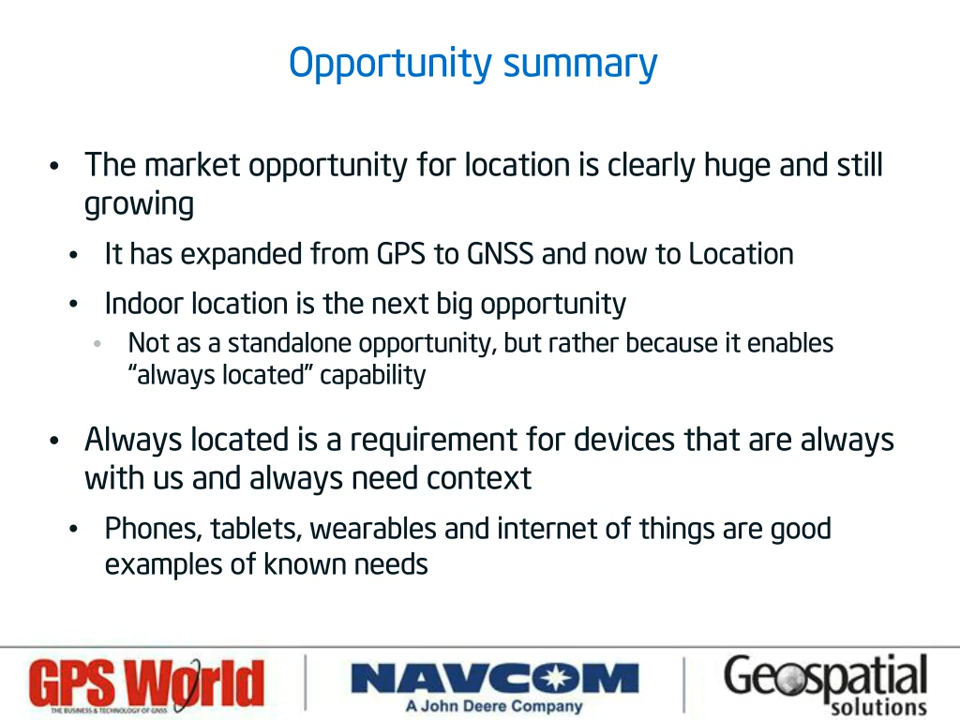 Opportunity summary
• The market opportunity for location is clearly huge and still
growing
• It has expanded from GPS to GNSS and now to Location
• Indoor location is the next big opportunity
• Not as a standalone opportunity, but rather because it enables
“always located” capability
• Always located is a requirement for devices that are always
with us and always need context
• Phones, tablets, wearables and internet of things are good
examples of known needs
GPS World
THE BUSINESS & TECHNOLOGY OF GNSS
NAVCOM
A John Deere Company
Geospatial
solutions